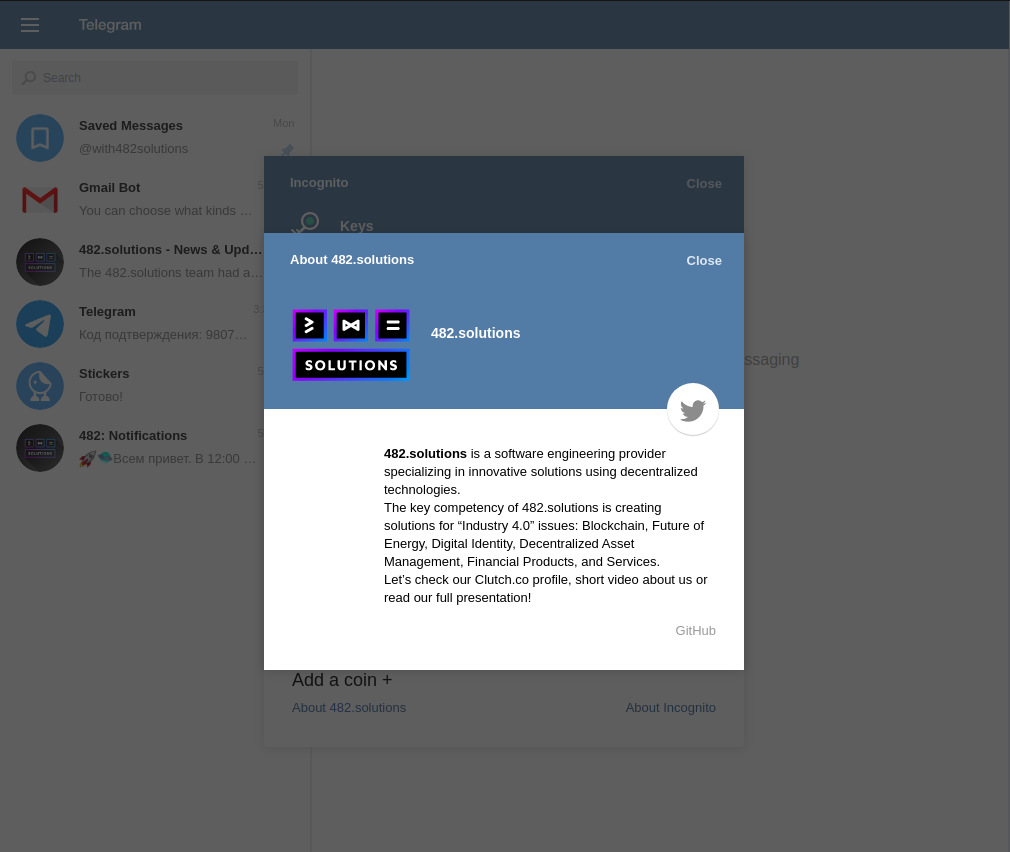 Telegram
Search
Saved Messages
Mon
@with482solutions
Gmail Bot
5
You can choose what kinds …
482.solutions - News & Upd…
The 482.solutions team had a…
Telegram
3:
Код подтверждения: 9807…
Stickers
5
Готово!
482: Notifications
5
🚀Всем привет. В 12:00 …
Incognito
Close
Keys
About 482.solutions
Close
SOLUTIONS
482.solutions
ssaging
482.solutions is a software engineering provider
specializing in innovative solutions using decentralized
technologies.
The key competency of 482.solutions is creating
solutions for “Industry 4.0” issues: Blockchain, Future of
Energy, Digital Identity, Decentralized Asset
Management, Financial Products, and Services.
Let’s check our Clutch.co profile, short video about us or
read our full presentation!
GitHub
Add a coin +
About 482.solutions
About Incognito